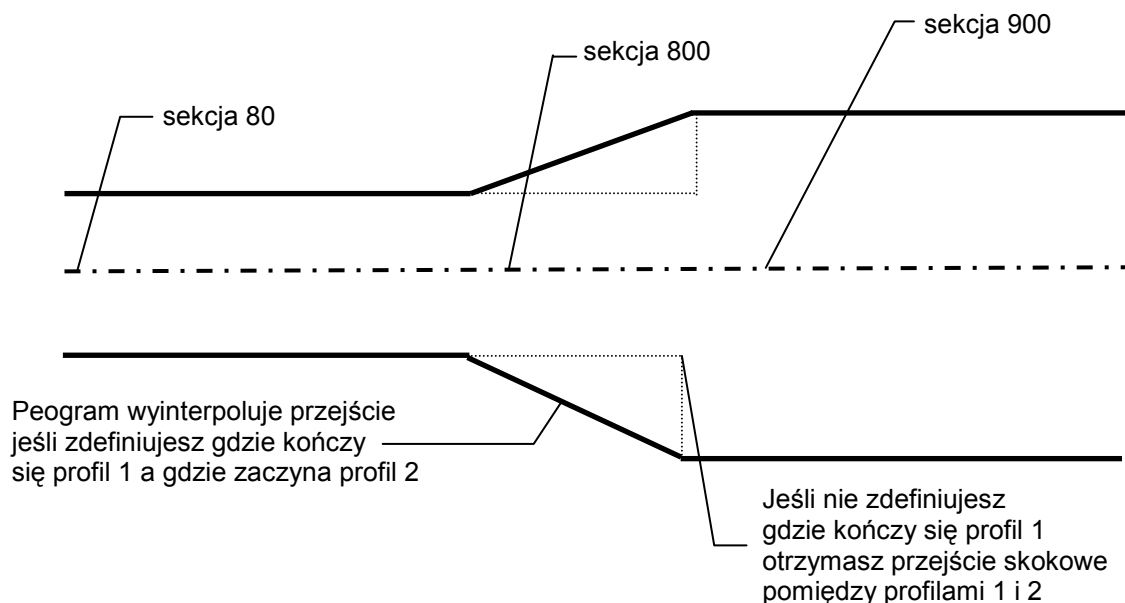 sekcja 900
sekcja 800
sekcja 80
Peogram wyinterpoluje przejście
jeśli zdefiniujesz gdzie kończy
się profil 1 a gdzie zaczyna profil 2
Jeśli nie zdefiniujesz
gdzie kończy się profil 1
otrzymasz przejście skokowe
pomiędzy profilami 1 i 2